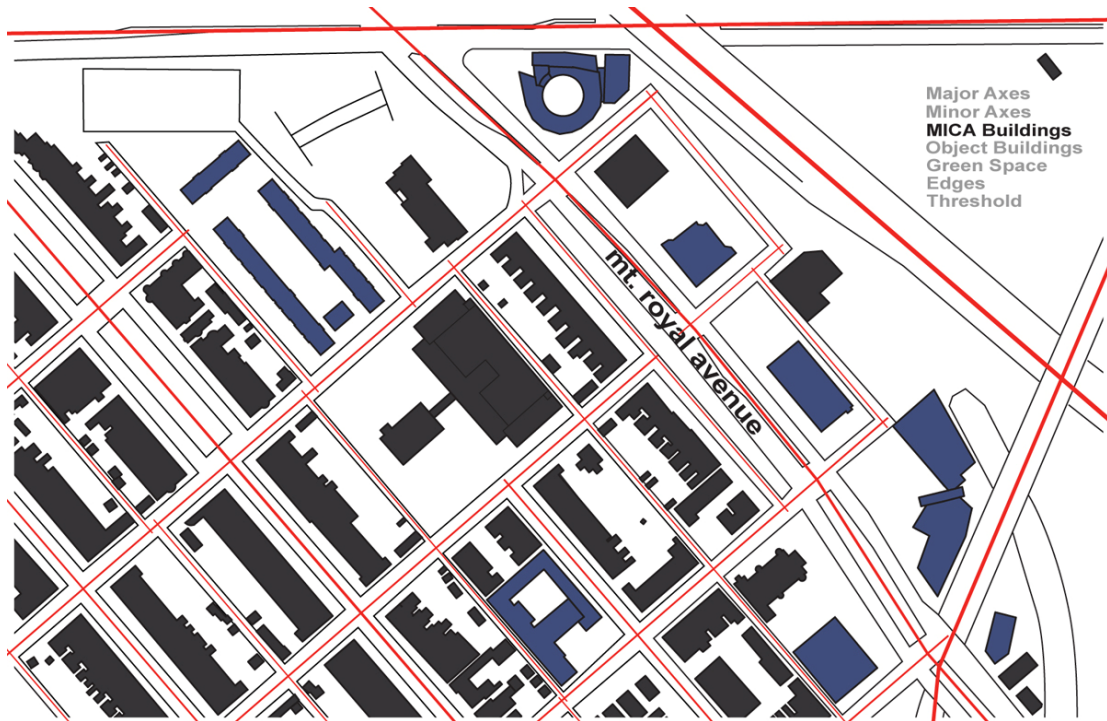 Major Axes
Minor Axes
MICA Buildings
Object Buildings
Green Space
Edges
Threshold
mt. royal avenue